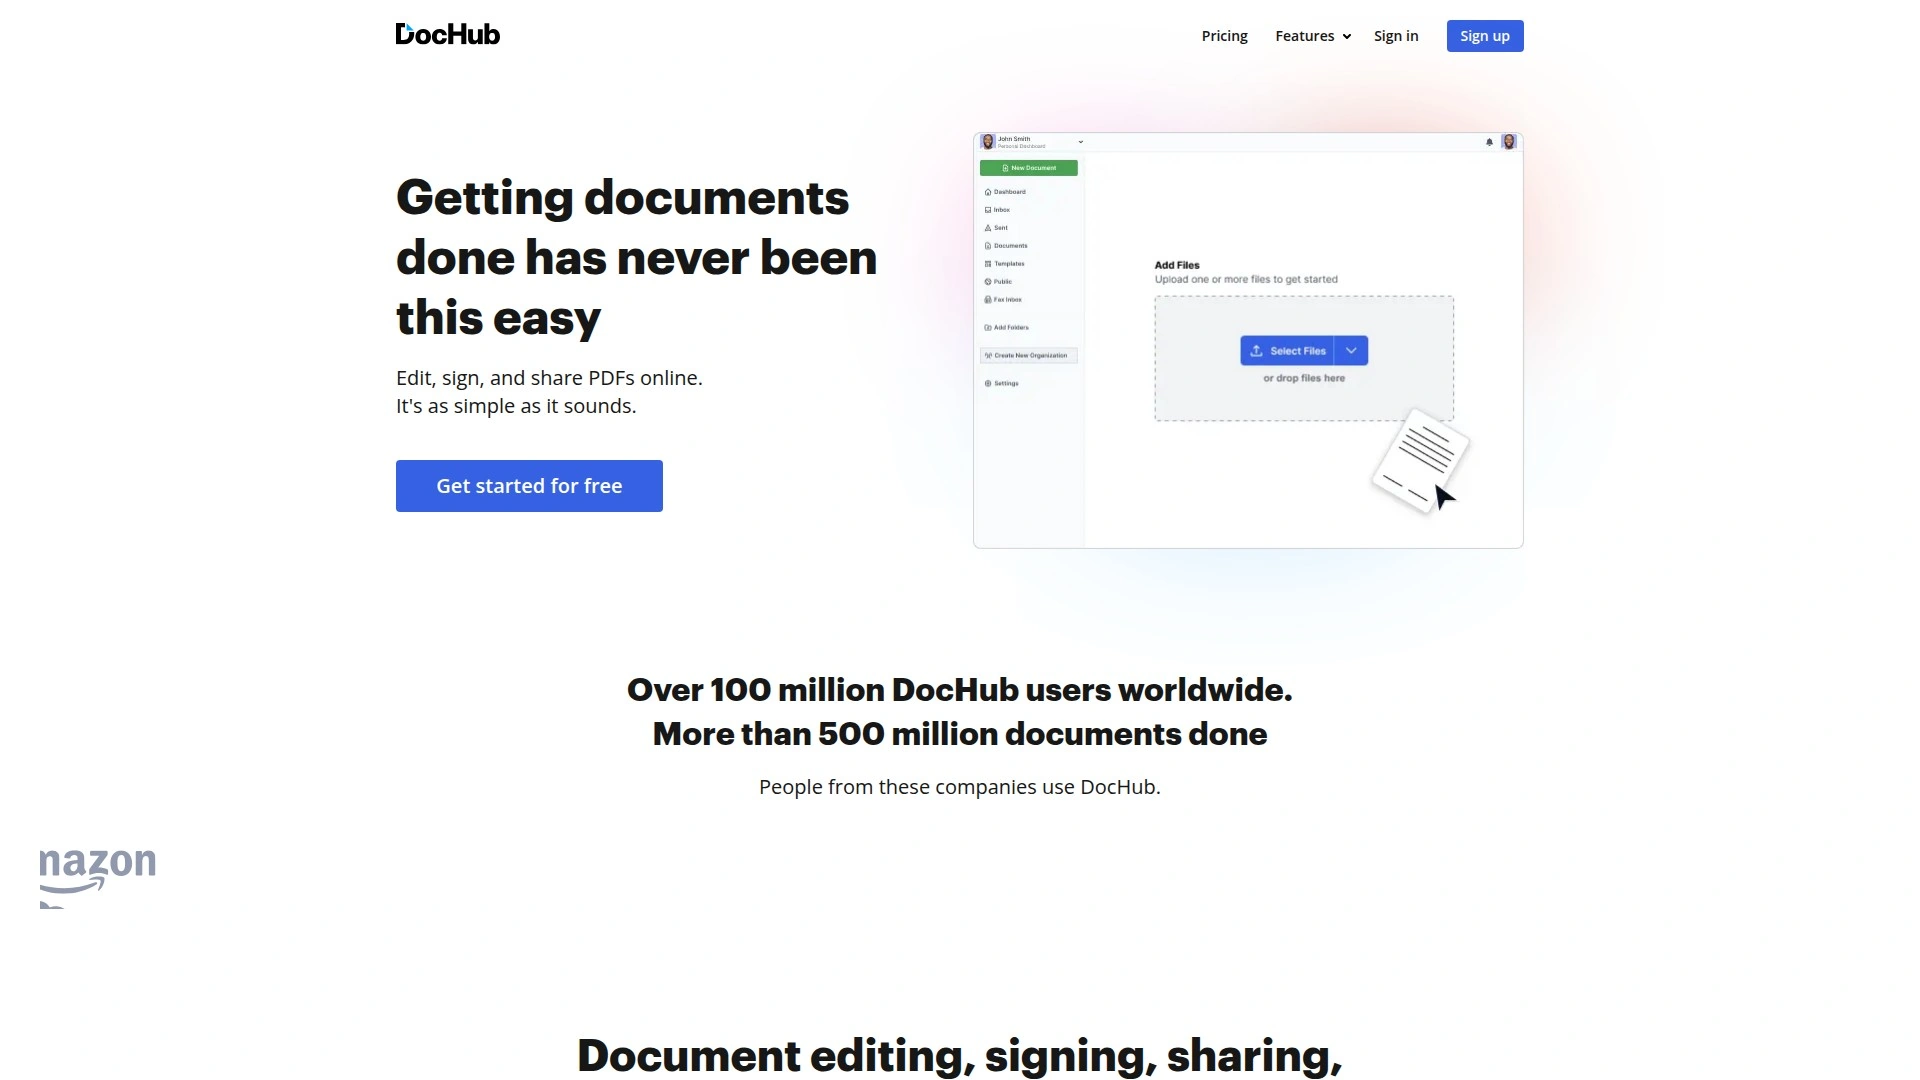 DocHub
Pricing
Features
Sign in
Sign up
Getting documents
done has never been
this easy
Edit, sign, and share PDFs online.
It's as simple as it sounds.
Get started for free
John Smith
Personal Dashboard
New Document
Dashboard
Inbox
Sent
Documents
Templates
Public
Fax Inbox
Add Folders
Create New Organization
Settings
Add Files
Upload one or more files to get started
Select Files
or drop files here
Over 100 million DocHub users worldwide.
More than 500 million documents done
People from these companies use DocHub.
nazon
Document editing, signing, sharing,